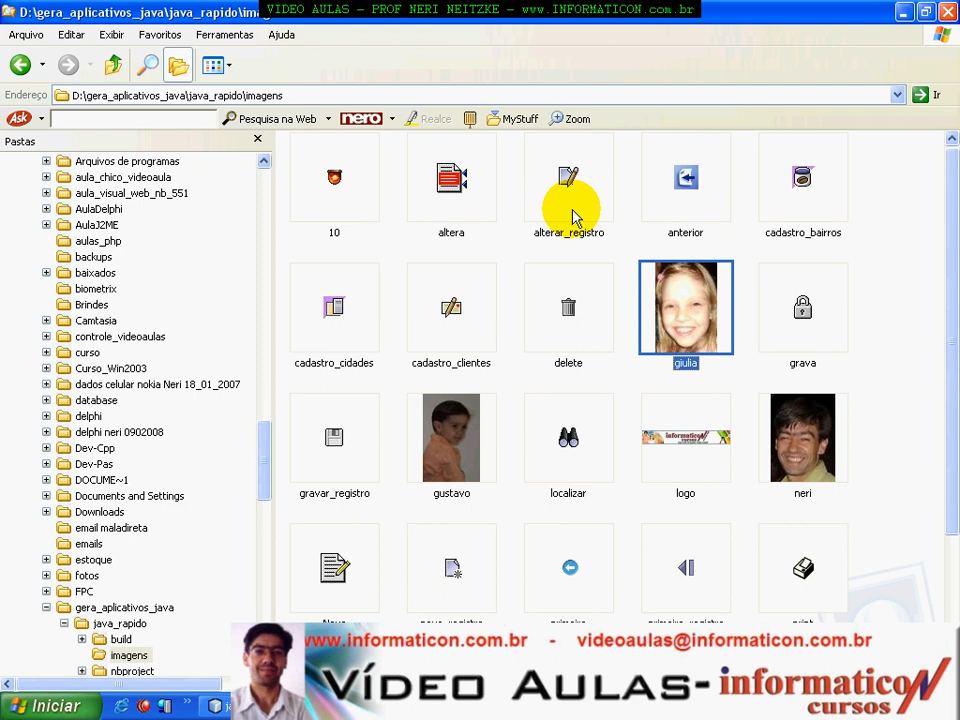 D:\gera_aplicativos_java\java_rapido\ima
VIDEO AULAS - PROF NERI NEITZKE - www.INFORMATICON.com.br
Arquivo Editar Exibir Favoritos Ferramentas Ajuda
Endereço D:\gera_aplicativos_java\java_rapido\imagens Ir
Ask Pesquisa na Web nero Realce MyStuff Zoom
Pastas
Arquivos de programas
aula_chico_videoaula
aula_visual_web_nb_551
AulaDelphi
AulaJ2ME
aulas_php
backups
baixados
biometrix
Brindes
Camtasia
controle_videoaulas
curso
Curso_Win2003
dados celular nokia Neri 18_01_2007
database
delphi
delphi neri 0902008
Dev-Cpp
Dev-Pas
DOCUME~1
Documents and Settings
Downloads
email maladireta
emails
estoque
fotos
FPC
gera_aplicativos_java
java_rapido
build
imagens
nbproject
10 altera alterar_registro anterior cadastro_bairros
cadastro_cidades cadastro_clientes delete giulia grava
gravar_registro gustavo localizar logo neri
informaticon
www.informaticon.com.br - videoaulas@informaticon.com.br
VÍDEO AULAS- informaticon
cursos
Iniciar